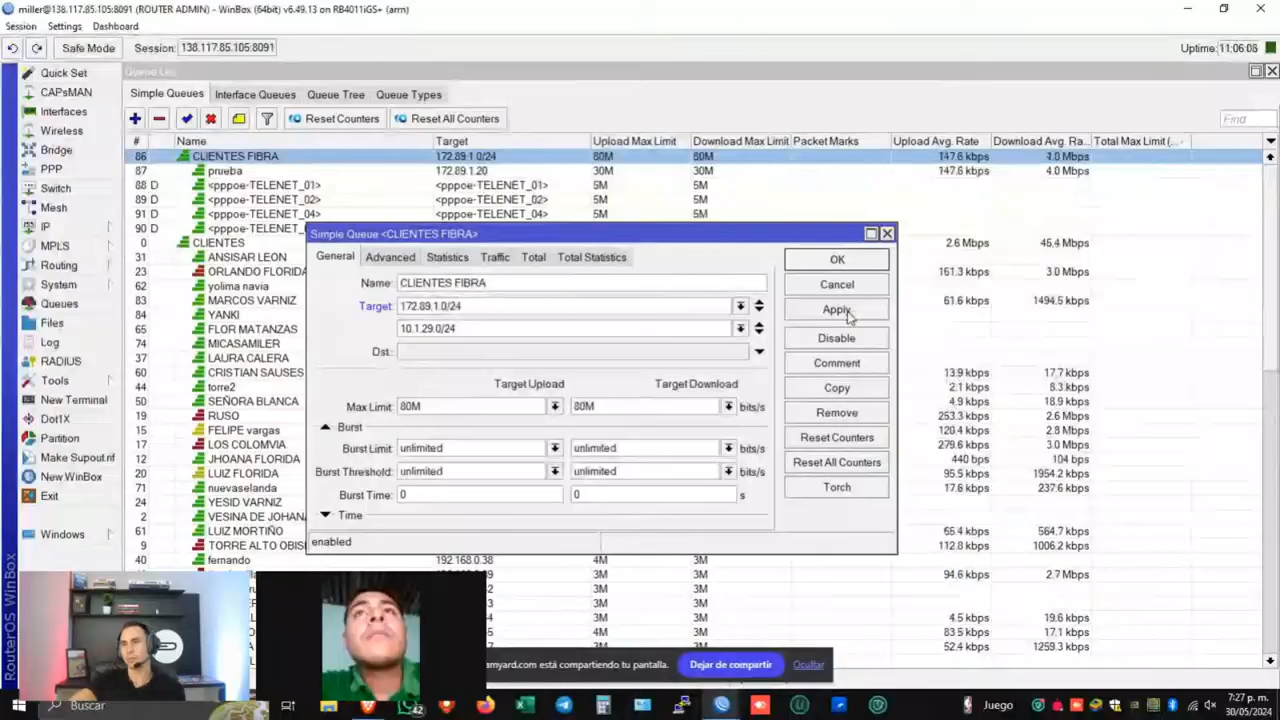 miller@138.117.85.105:8091 (ROUTER ADMIN) - WinBox (64bit) v6.49.13 on RB4011iGS+ (arm)
Session Settings Dashboard
Safe Mode Session: 138.117.85.105:8091 Uptime: 11:06:08
Quick Set
CAPsMAN
Interfaces
Wireless
Bridge
PPP
Switch
Mesh
IP
MPLS
Routing
System
Queues
Files
Log
RADIUS
Tools
New Terminal
Dot1X
Partition
Make Supout.rif
New WinBox
Exit
Windows
RouterOS WinBox
Queue List
Simple Queues Interface Queues Queue Tree Queue Types
Reset Counters Reset All Counters Find
# Name Target Upload Max Limit Download Max Limit Packet Marks Upload Avg. Rate Download Avg. Ra... Total Max Limit (...
86 CLIENTES FIBRA 172.89.1.0/24 80M 80M 147.6 kbps 4.0 Mbps
87 prueba 172.89.1.20 30M 30M 147.6 kbps 4.0 Mbps
88 D <pppoe-TELENET_01> <pppoe-TELENET_01> 5M 5M
89 D <pppoe-TELENET_02> <pppoe-TELENET_02> 5M 5M
91 D <pppoe-TELENET_04> <pppoe-TELENET_04> 5M 5M
90 D <pppoe-TELENET_0
0 CLIENTES 2.6 Mbps 45.4 Mbps
31 ANSISAR LEON
23 ORLANDO FLORIDA 161.3 kbps 3.0 Mbps
62 yolima navia
83 MARCOS VARNIZ 61.6 kbps 1494.5 kbps
84 YANKI
65 FLOR MATANZAS
74 MICASAMILER
37 LAURA CALERA
60 CRISTIAN SAUSES 13.9 kbps 17.7 kbps
44 torre2 2.1 kbps 8.3 kbps
50 SEÑORA BLANCA 4.9 kbps 18.9 kbps
19 RUSO 253.3 kbps 2.6 Mbps
15 FELIPE vargas 120.4 kbps 2.8 Mbps
17 LOS COLOMVIA 279.6 kbps 3.0 Mbps
12 JHOANA FLORIDA 440 bps 104 bps
20 LUIZ FLORIDA 95.5 kbps 1954.2 kbps
71 nuevaselanda 17.6 kbps 237.6 kbps
24 YESID VARNIZ
2 VESINA DE JOHANA
61 LUIZ MORTIÑO 55.4 kbps 564.7 kbps
9 TORRE ALTO OBIS 112.8 kbps 1006.2 kbps
40 fernando 192.168.0.38 4M 3M
3M 3M 94.6 kbps 2.7 Mbps
3M 3M
3M 3M
3M 3M 4.5 kbps 19.6 kbps
4M 3M 83.5 kbps 17.1 kbps
3M 3M 52.4 kbps 1259.3 kbps
Simple Queue <CLIENTES FIBRA>
General Advanced Statistics Traffic Total Total Statistics
Name: CLIENTES FIBRA
Target: 172.89.1.0/24
10.1.29.0/24
Dst.:
Target Upload Target Download
Max Limit: 80M 80M bits/s
Burst
Burst Limit: unlimited unlimited bits/s
Burst Threshold: unlimited unlimited bits/s
Burst Time: 0 0 s
Time
enabled
OK
Cancel
Apply
Disable
Comment
Copy
Remove
Reset Counters
Reset All Counters
Torch
amyard.com está compartiendo tu pantalla. Dejar de compartir Ocultar
Buscar Juego 7:27 p. m.
30/05/2024